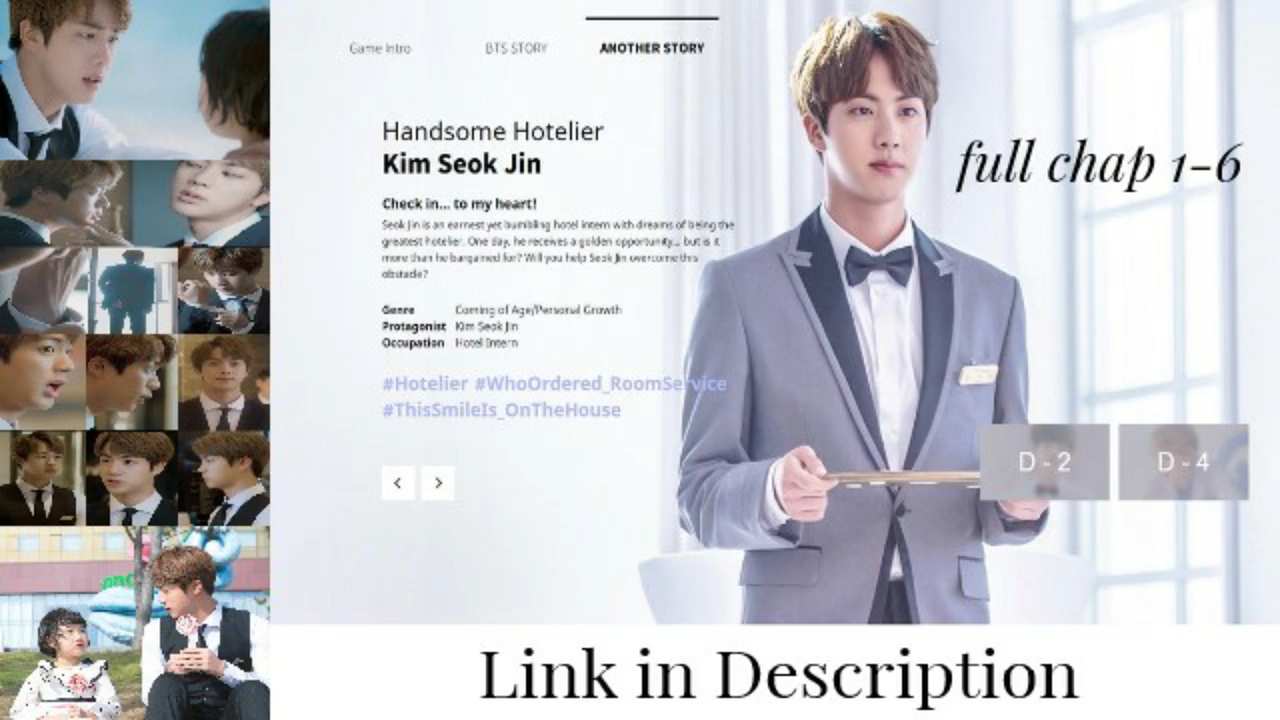 Game Intro BTS STORY ANOTHER STORY
Handsome Hotelier
Kim Seok Jin
full chap 1-6
Check in... to my heart!
Seok Jin is an earnest yet bumbling hotel intern with dreams of being the
greatest hotelier. One day, he receives a golden opportunity... but is it
more than he bargained for? Will you help Seok Jin overcome this
obstacle?
Genre Coming of Age/Personal Growth
Protagonist Kim Seok Jin
Occupation Hotel Intern
#Hotelier #WhoOrdered_RoomService
#ThisSmileIs_OnTheHouse
D-2 D-4
Link in Description